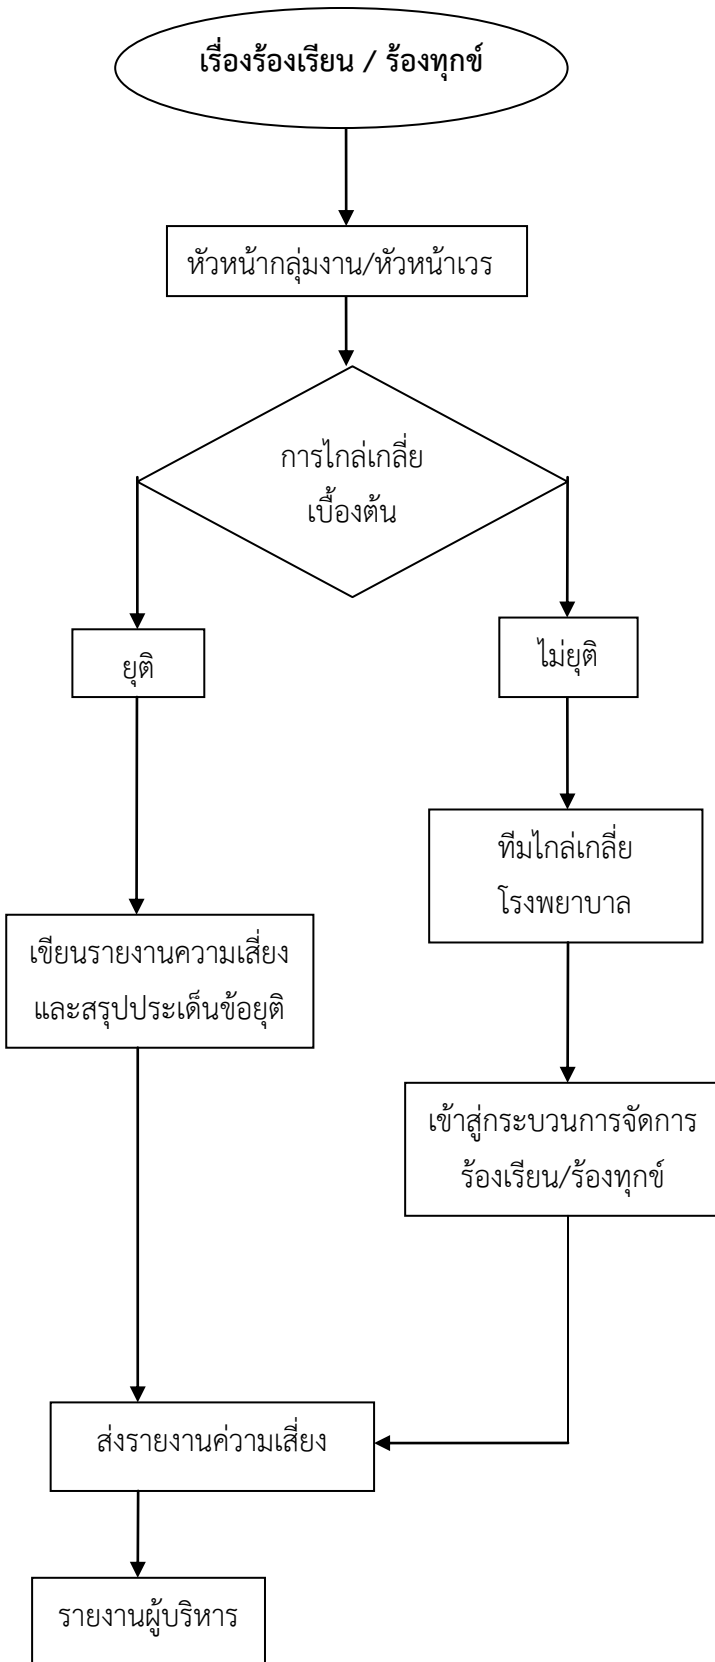 เรื่องร้องเรียน / ร้องทุกข์
หัวหน้ากลุ่มงาน/หัวหน้าเวร
การไกล่เกลี่ย
เบื้องต้น
ยุติ
ไม่ยุติ
ทีมไกล่เกลี่ย
โรงพยาบาล
เขียนรายงานความเสี่ยง
และสรุปประเด็นข้อยุติ
เข้าสู่กระบวนการจัดการ
ร้องเรียน/ร้องทุกข์
ส่งรายงานค่วามเสี่ยง
รายงานผู้บริหาร